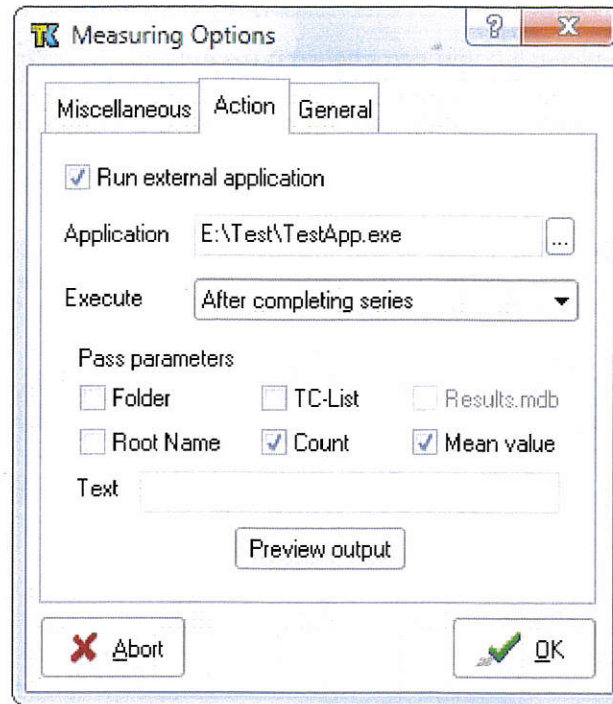 TK Measuring Options ? X
Miscellaneous Action General
Run external application
Application E:\Test\TestApp.exe ...
Execute After completing series
Pass parameters
Folder TC-List Results.mdb
Root Name Count Mean value
Text
Preview output
Abort OK